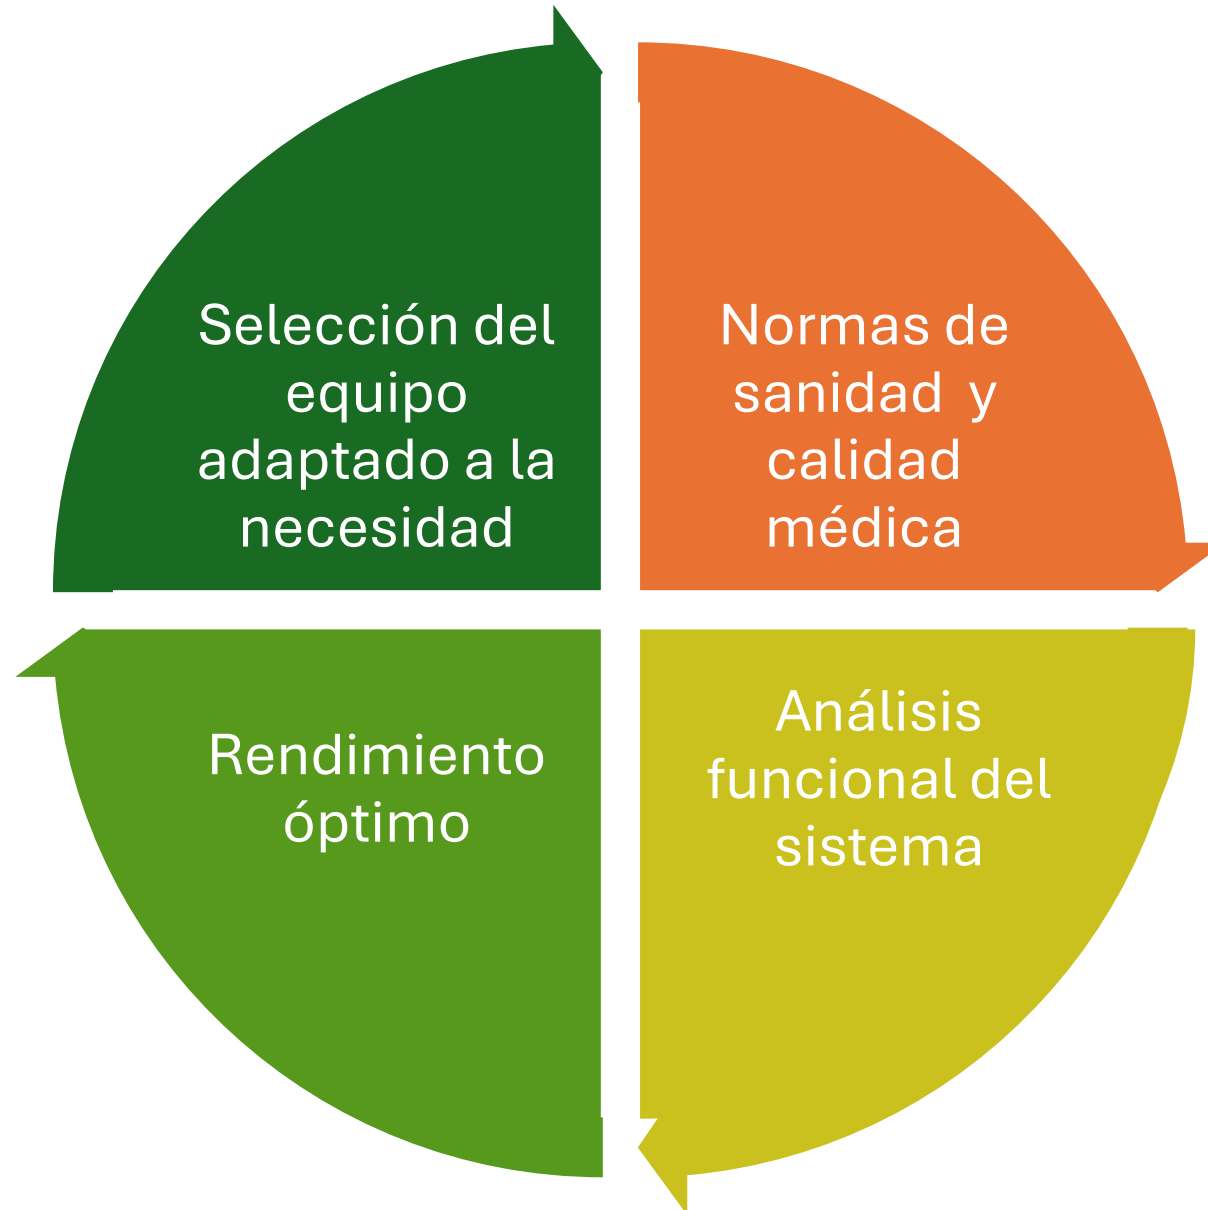 Selección del
equipo
adaptado a la
necesidad
Normas de
sanidad  y
calidad
médica
Rendimiento
óptimo
Análisis
funcional del
sistema